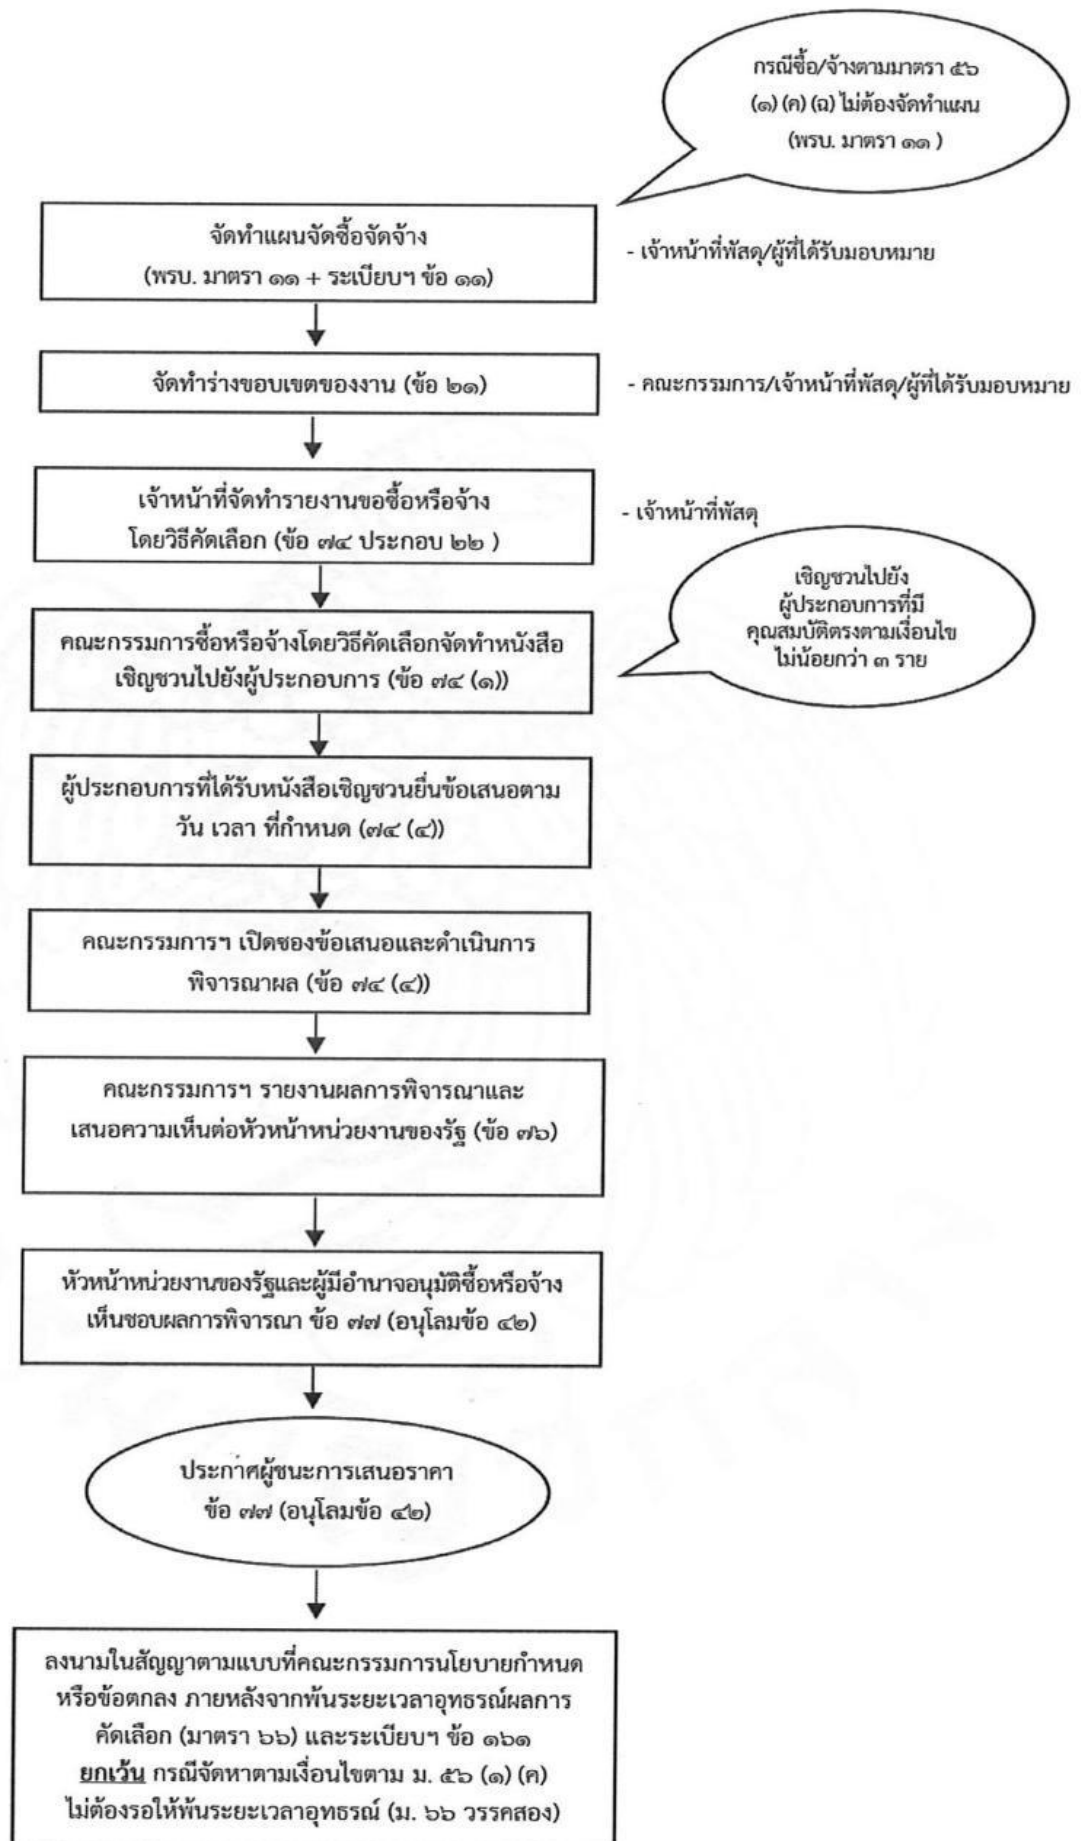 กรณีซื้อ/จ้างตามมาตรา ๕๖
(๑) (ค) (ฉ) ไม่ต้องจัดทำแผน
(พรบ. มาตรา ๑๑ )
จัดทำแผนจัดซื้อจัดจ้าง
(พรบ. มาตรา ๑๑ + ระเบียบฯ ข้อ ๑๑)
- เจ้าหน้าที่พัสดุ/ผู้ที่ได้รับมอบหมาย
จัดทำร่างขอบเขตของงาน (ข้อ ๒๑)
- คณะกรรมการ/เจ้าหน้าที่พัสดุ/ผู้ที่ได้รับมอบหมาย
เจ้าหน้าที่จัดทำรายงานขอซื้อหรือจ้าง
โดยวิธีคัดเลือก (ข้อ ๗๔ ประกอบ ๒๒ )
- เจ้าหน้าที่พัสดุ
เชิญชวนไปยัง
ผู้ประกอบการที่มี
คุณสมบัติตรงตามเงื่อนไข
ไม่น้อยกว่า ๓ ราย
คณะกรรมการซื้อหรือจ้างโดยวิธีคัดเลือกจัดทำหนังสือ
เชิญชวนไปยังผู้ประกอบการ (ข้อ ๗๔ (๑))
ผู้ประกอบการที่ได้รับหนังสือเชิญชวนยื่นข้อเสนอตาม
วัน เวลา ที่กำหนด (๗๔ (๔))
คณะกรรมการฯ เปิดซองข้อเสนอและดำเนินการ
พิจารณาผล (ข้อ ๗๔ (๔))
คณะกรรมการฯ รายงานผลการพิจารณาและ
เสนอความเห็นต่อหัวหน้าหน่วยงานของรัฐ (ข้อ ๗๖)
หัวหน้าหน่วยงานของรัฐและผู้มีอำนาจอนุมัติซื้อหรือจ้าง
เห็นชอบผลการพิจารณา ข้อ ๗๗ (อนุโลมข้อ ๔๒)
ประกาศผู้ชนะการเสนอราคา
ข้อ ๗๗ (อนุโลมข้อ ๔๒)
ลงนามในสัญญาตามแบบที่คณะกรรมการนโยบายกำหนด
หรือข้อตกลง ภายหลังจากพ้นระยะเวลาอุทธรณ์ผลการ
คัดเลือก (มาตรา ๖๖) และระเบียบฯ ข้อ ๑๖๑
ยกเว้น กรณีจัดหาตามเงื่อนไขตาม ม. ๕๖ (๑) (ค)
ไม่ต้องรอให้พ้นระยะเวลาอุทธรณ์ (ม. ๖๖ วรรคสอง)